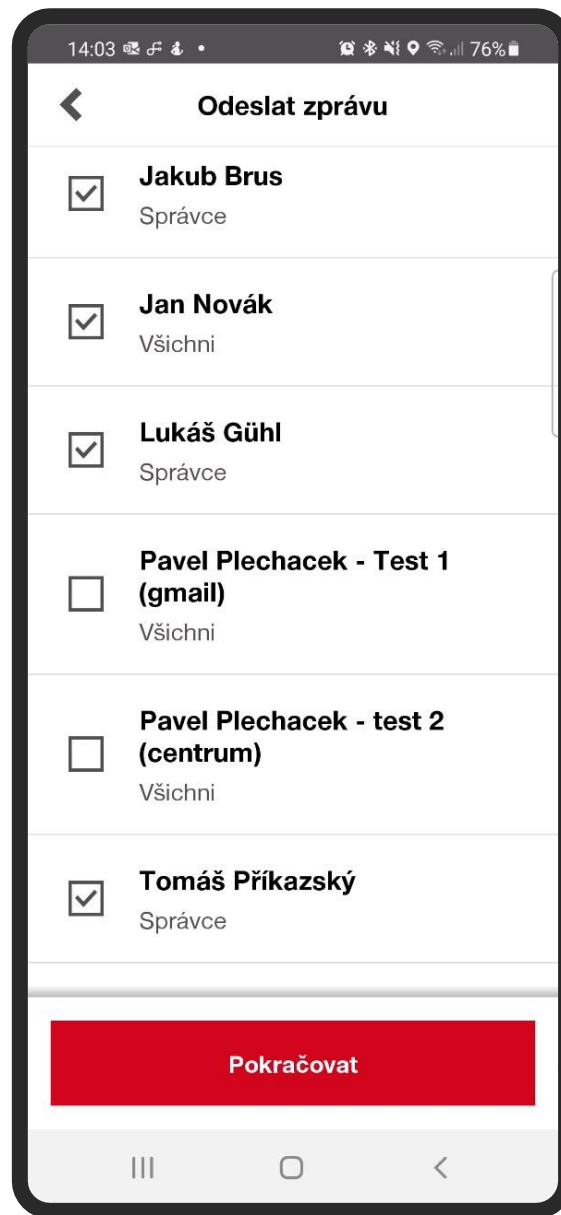 14:03 76%
Odeslat zprávu
Jakub Brus
Správce
Jan Novák
Všichni
Lukáš Gühl
Správce
Pavel Plechacek - Test 1
(gmail)
Všichni
Pavel Plechacek - test 2
(centrum)
Všichni
Tomáš Příkazský
Správce
Pokračovat